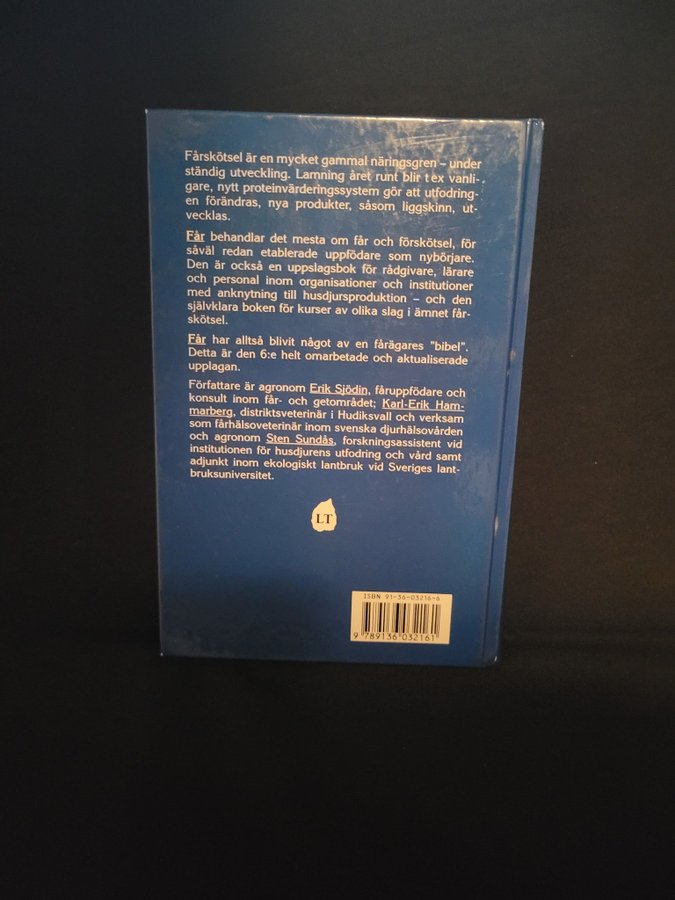 Fårskötsel är en mycket gammal näringsgren – under
ständig utveckling. Lamning året runt blir t ex vanli-
gare, nytt proteinvärderingssystem gör att utfodring-
en förändras, nya produkter, såsom liggskinn, ut-
vecklas.
Får behandlar det mesta om får och förskötsel, för
såväl redan etablerade uppfödare som nybörjare.
Den är också en uppslagsbok för rådgivare, lärare
och personal inom organisationer och institutioner
med anknytning till husdjursproduktion – och den
självklara boken för kurser av olika slag i ämnet får-
skötsel.
Får har alltså blivit något av en fårägares "bibel".
Detta är den 6:e helt omarbetade och aktualiserade
upplagan.
Författare är agronom Erik Sjödin, fåruppfödare och
konsult inom får- och getområdet; Karl-Erik Ham-
marberg, distriktsveterinär i Hudiksvall och verksam
som fårhälsoveterinär inom svenska djurhälsovården
och agronom Sten Sundås, forskningsassistent vid
institutionen för husdjurens utfodring och vård samt
adjunkt inom ekologiskt lantbruk vid Sveriges lant-
bruksuniversitet.
LT
ISBN 91-36-03216-6
9 789136 032161